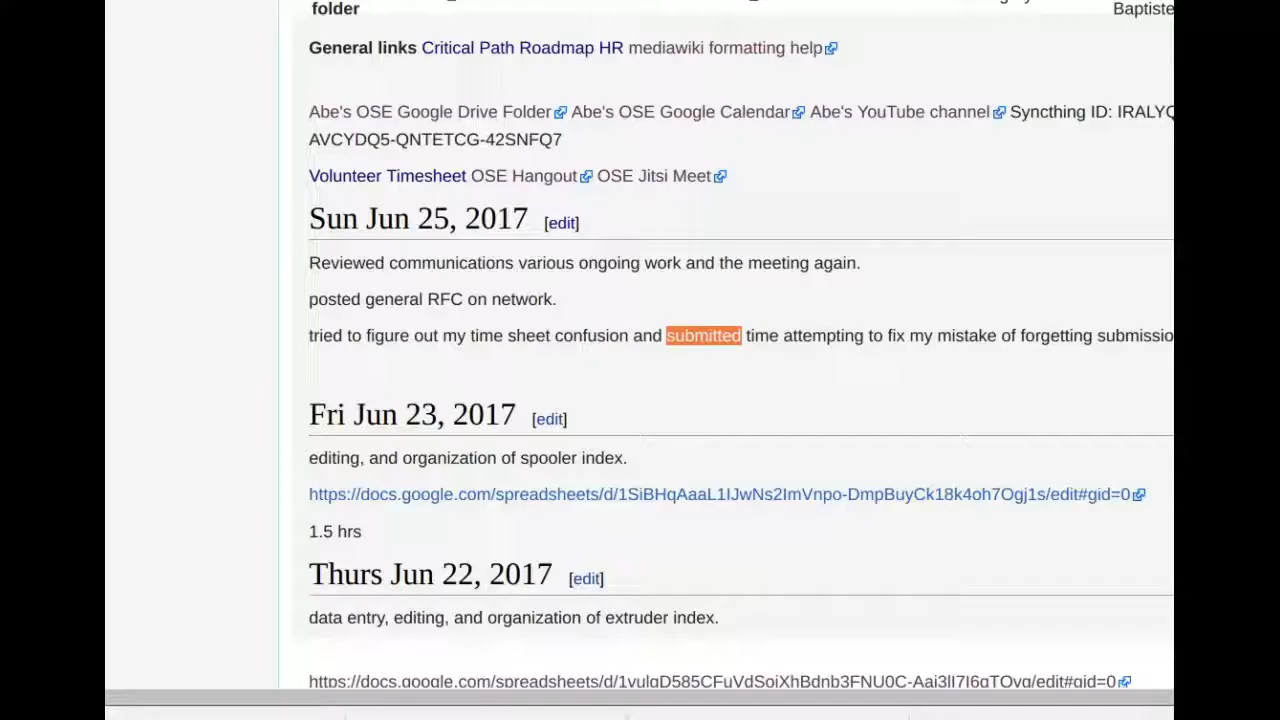 folder
Baptiste
General links Critical Path Roadmap HR mediawiki formatting help
Abe's OSE Google Drive Folder Abe's OSE Google Calendar Abe's YouTube channel Syncthing ID: IRALYQ
AVCYDQ5-QNTETCG-42SNFQ7
Volunteer Timesheet OSE Hangout OSE Jitsi Meet
Sun Jun 25, 2017 [edit]
Reviewed communications various ongoing work and the meeting again.
posted general RFC on network.
tried to figure out my time sheet confusion and submitted time attempting to fix my mistake of forgetting submissio
Fri Jun 23, 2017 [edit]
editing, and organization of spooler index.
https://docs.google.com/spreadsheets/d/1SiBHqAaaL1IJwNs2ImVnpo-DmpBuyCk18k4oh7Ogj1s/edit#gid=0
1.5 hrs
Thurs Jun 22, 2017 [edit]
data entry, editing, and organization of extruder index.
https://docs.google.com/spreadsheets/d/1vulgD585CFuVdSoiXhBdnb3FNU0C-Aai3lI7I6gTOvg/edit#gid=0